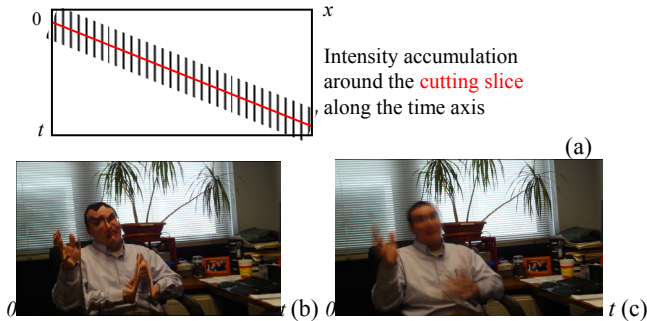 0
x
Intensity accumulation
around the cutting slice
along the time axis
t
(a)
0 t (b) 0 t (c)